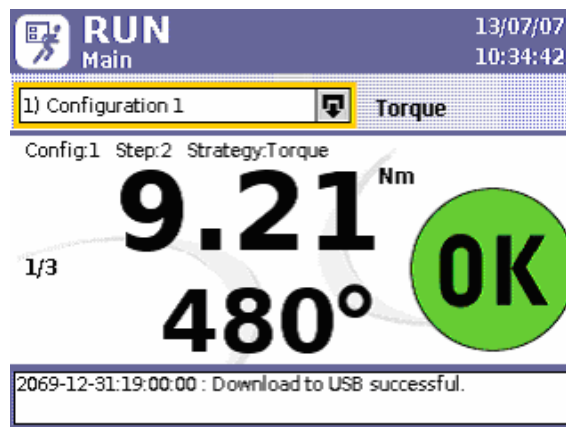 RUN
13/07/07
Main
10:34:42
1) Configuration 1
Torque
Config:1 Step:2 Strategy:Torque
9.21 Nm
1/3
480°
OK
2069-12-31:19:00:00 : Download to USB successful.